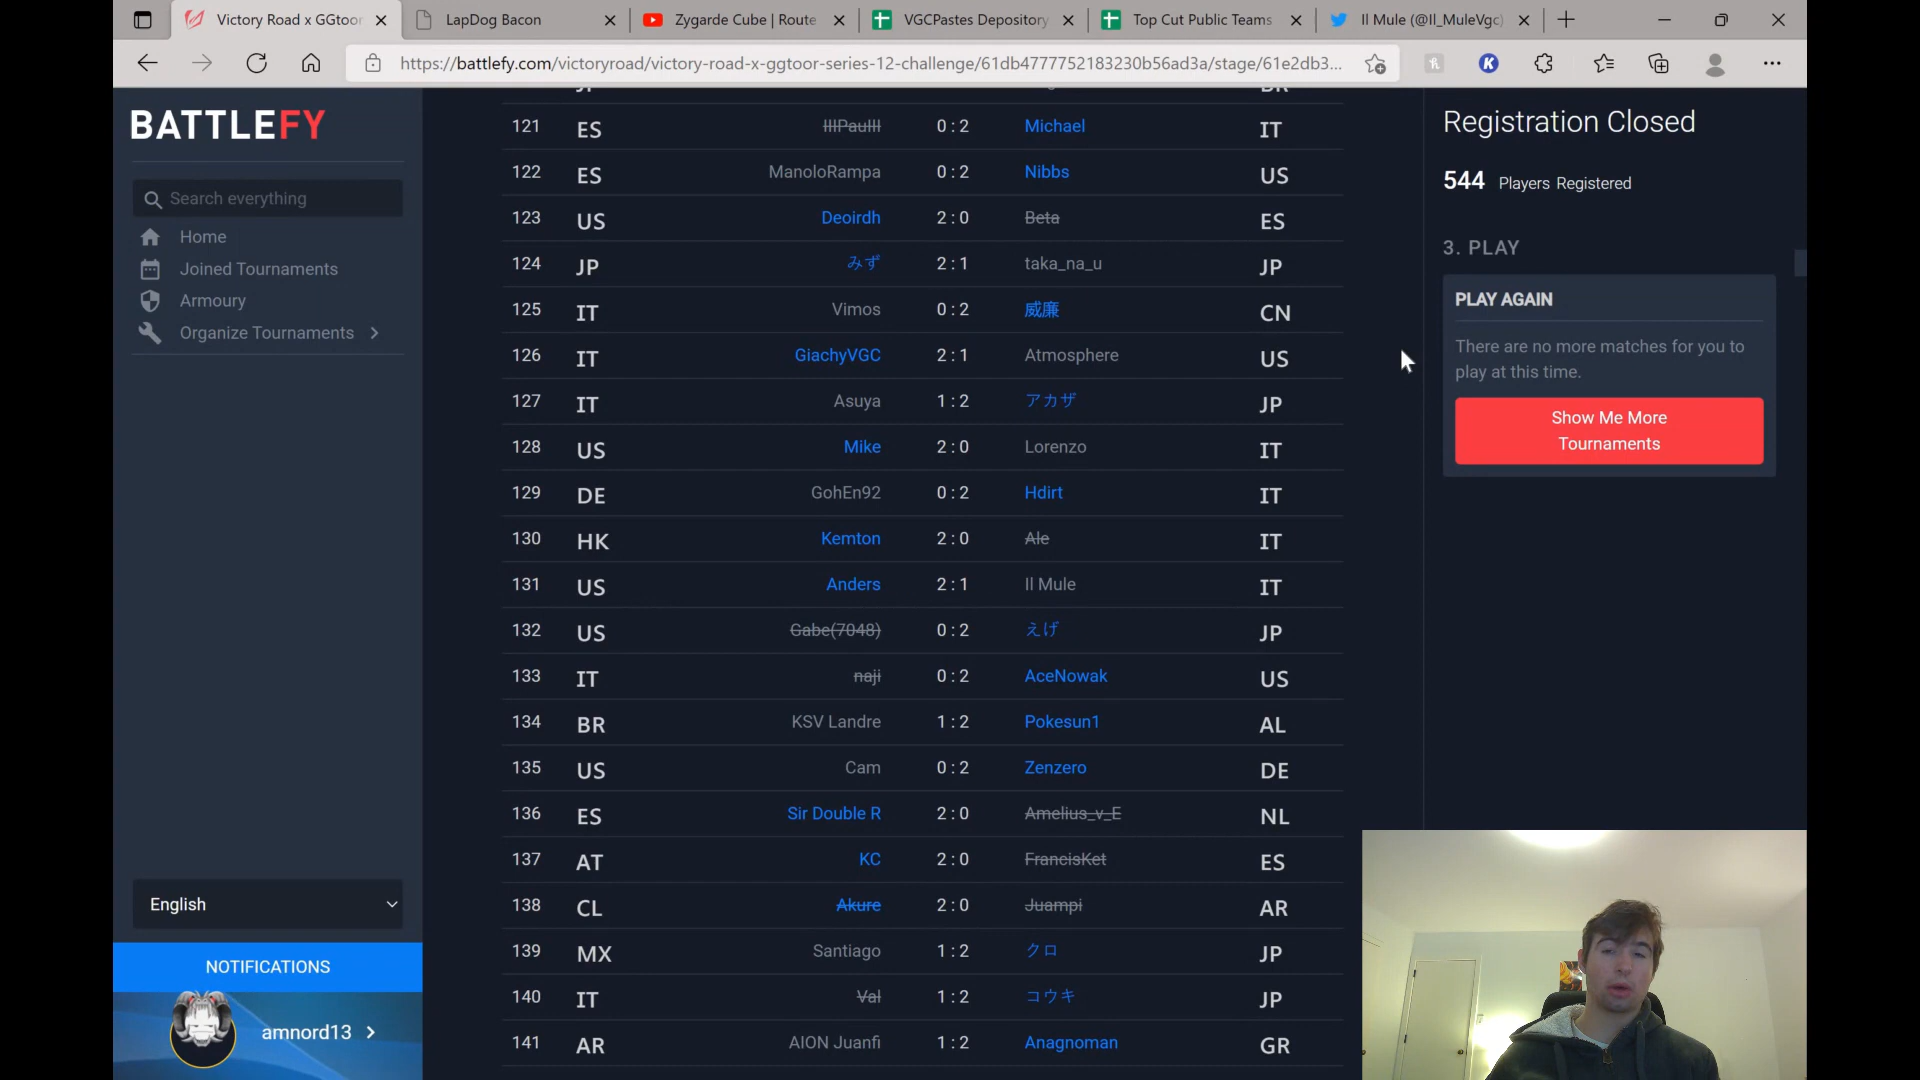 Victory Road x GGtoor
LapDog Bacon
Zygarde Cube | Route
VGCPastes Depository
Top Cut Public Teams
Il Mule (@Il_MuleVgc)
https://battlefy.com/victoryroad/victory-road-x-ggtoor-series-12-challenge/61db4777752183230b56ad3a/stage/61e2db3...
BATTLEFY
Search everything
Home
Joined Tournaments
Armoury
Organize Tournaments
English
NOTIFICATIONS
amnord13
121 ES IIIPauIII 0 : 2 Michael IT
122 ES ManoloRampa 0 : 2 Nibbs US
123 US Deoirdh 2 : 0 Beta ES
124 JP みず 2 : 1 taka_na_u JP
125 IT Vimos 0 : 2 威廉 CN
126 IT GiachyVGC 2 : 1 Atmosphere US
127 IT Asuya 1 : 2 アカザ JP
128 US Mike 2 : 0 Lorenzo IT
129 DE GohEn92 0 : 2 Hdirt IT
130 HK Kemton 2 : 0 Ale IT
131 US Anders 2 : 1 Il Mule IT
132 US Gabe(7048) 0 : 2 えげ JP
133 IT naji 0 : 2 AceNowak US
134 BR KSV Landre 1 : 2 Pokesun1 AL
135 US Cam 0 : 2 Zenzero DE
136 ES Sir Double R 2 : 0 Amelius_v_E NL
137 AT KC 2 : 0 FrancisKet ES
138 CL Akure 2 : 0 Juampi AR
139 MX Santiago 1 : 2 クロ JP
140 IT Val 1 : 2 コウキ JP
141 AR AION Juanfi 1 : 2 Anagnoman GR
Registration Closed
544 Players Registered
3. PLAY
PLAY AGAIN
There are no more matches for you to
play at this time.
Show Me More
Tournaments